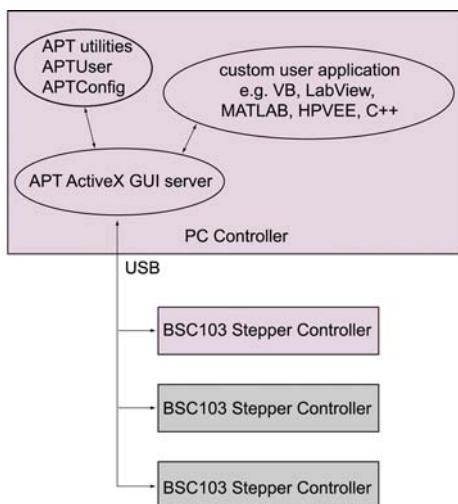 APT utilities
APTUser
APTConfig
custom user application
e.g. VB, LabView,
MATLAB, HPVEE, C++
APT ActiveX GUI server
PC Controller
USB
BSC103 Stepper Controller
BSC103 Stepper Controller
BSC103 Stepper Controller